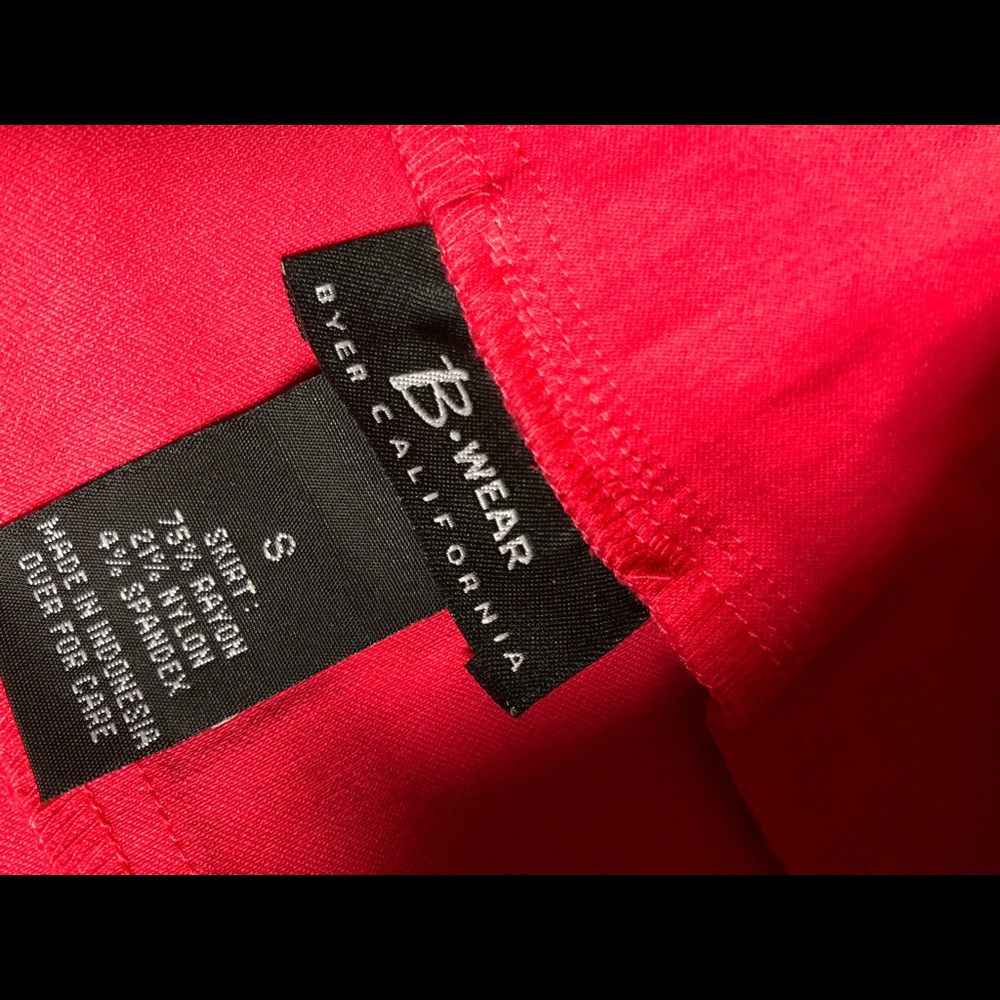 B.WEAR
BYER CALIFORNIA
S
SKIRT:
75% RAYON
21% NYLON
4% SPANDEX
MADE IN INDONESIA
OVER FOR CARE